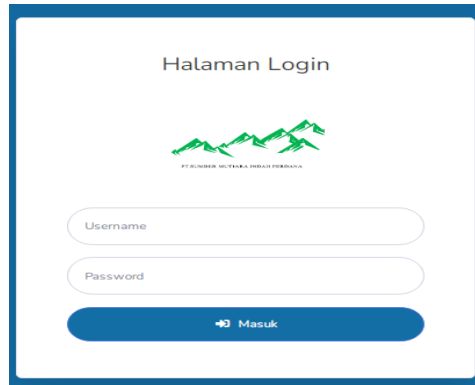 Halaman Login
PT SUMBER MUTIARA INDAH PERDANA
Username
Password
Masuk